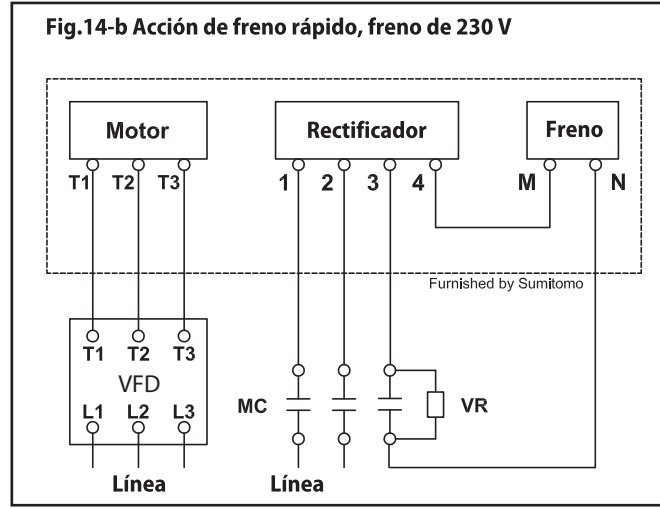 Fig.14-b Acción de freno rápido, freno de 230 V
Motor
Rectificador
Freno
T1 T2 T3
1 2 3 4
M N
Furnished by Sumitomo
T1 T2 T3
VFD
L1 L2 L3
MC
VR
Línea
Línea